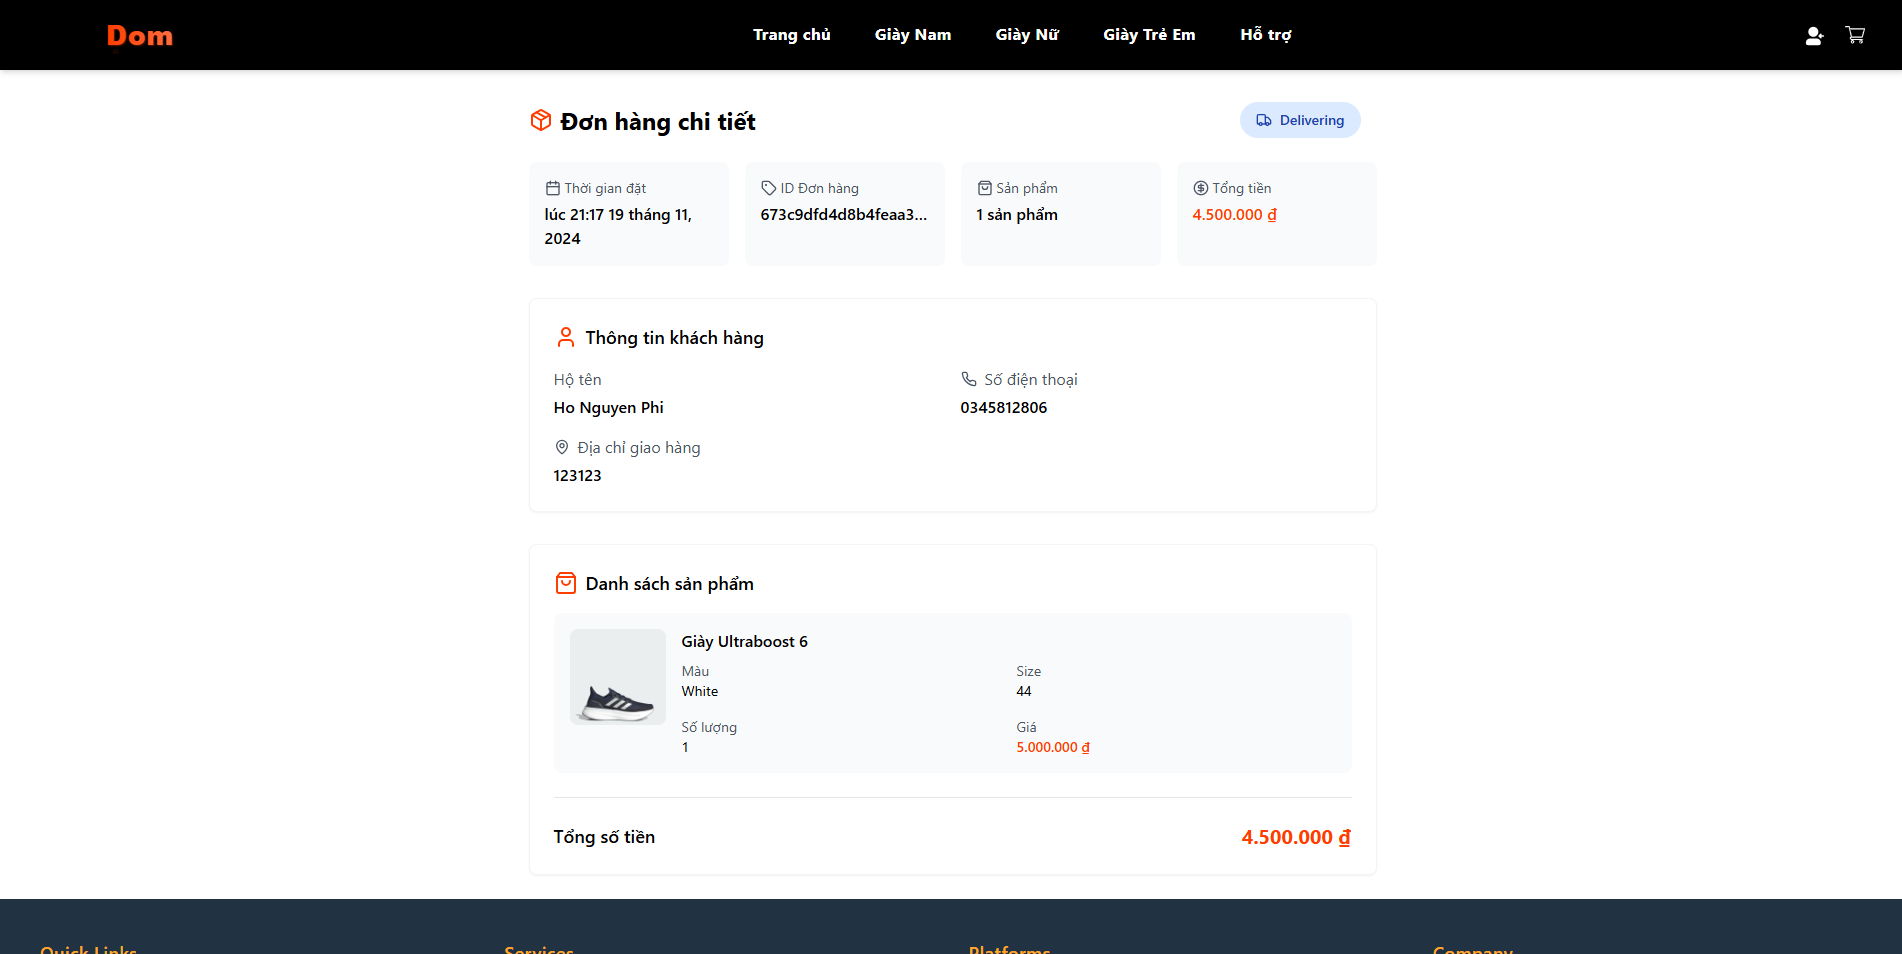 Dom
Trang chủ
Giày Nam
Giày Nữ
Giày Trẻ Em
Hỗ trợ
Đơn hàng chi tiết
Delivering
Thời gian đặt
lúc 21:17 19 tháng 11,
2024
ID Đơn hàng
673c9dfd4d8b4feaa3...
Sản phẩm
1 sản phẩm
Tổng tiền
4.500.000 ₫
Thông tin khách hàng
Hộ tên
Ho Nguyen Phi
Số điện thoại
0345812806
Địa chỉ giao hàng
123123
Danh sách sản phẩm
Giày Ultraboost 6
Màu
White
Size
44
Số lượng
1
Giá
5.000.000 ₫
Tổng số tiền
4.500.000 ₫
Quick Links
Services
Platforms
Company